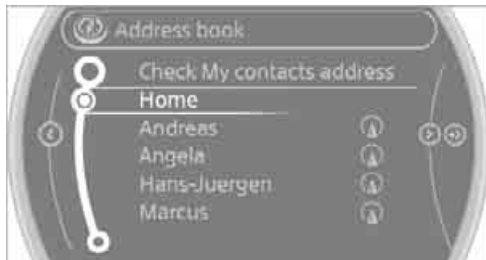 Address book
Check My contacts address
Home
Andreas
Angela
Hans-Juergen
Marcus